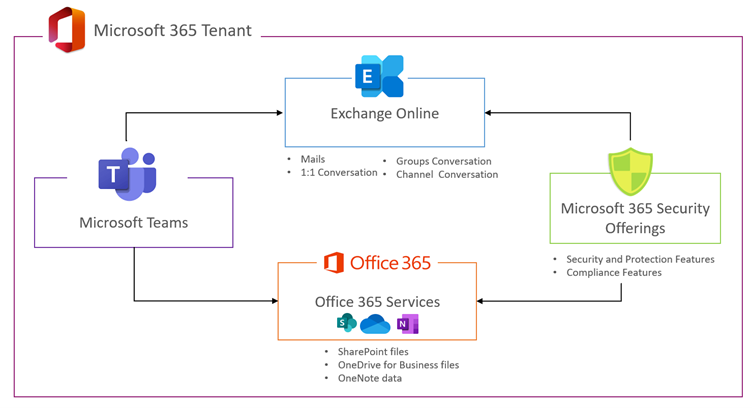 Microsoft 365 Tenant
E
Exchange Online
• Mails
• 1:1 Conversation
• Groups Conversation
• Channel Conversation
T
Microsoft Teams
Microsoft 365 Security
Offerings
• Security and Protection Features
• Compliance Features
Office 365
Office 365 Services
S
N
• SharePoint files
• OneDrive for Business files
• OneNote data